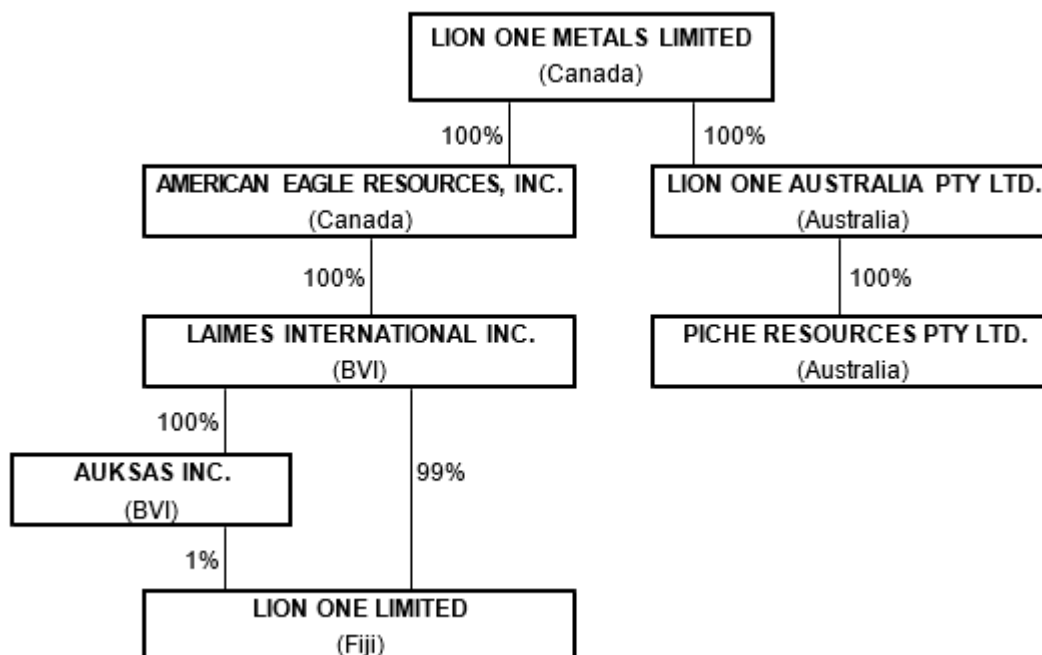 LION ONE METALS LIMITED
(Canada)
100%
100%
AMERICAN EAGLE RESOURCES, INC.
(Canada)
LION ONE AUSTRALIA PTY LTD.
(Australia)
100%
100%
LAIMES INTERNATIONAL INC.
(BVI)
PICHE RESOURCES PTY LTD.
(Australia)
100%
99%
AUKSAS INC.
(BVI)
1%
LION ONE LIMITED
(Fiji)